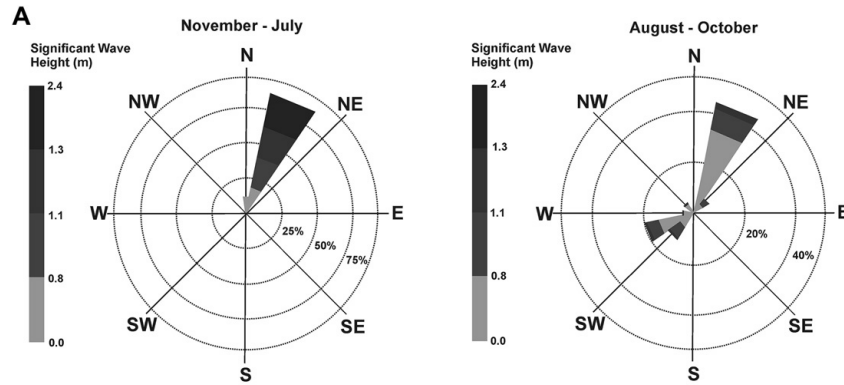 A
November - July
Significant Wave
Height (m)
2.4
1.3
1.1
0.8
0.0
N
NE
E
SE
S
SW
W
NW
25%
50%
75%
August - October
Significant Wave
Height (m)
2.4
1.3
1.1
0.8
0.0
N
NE
E
SE
S
SW
W
NW
20%
40%